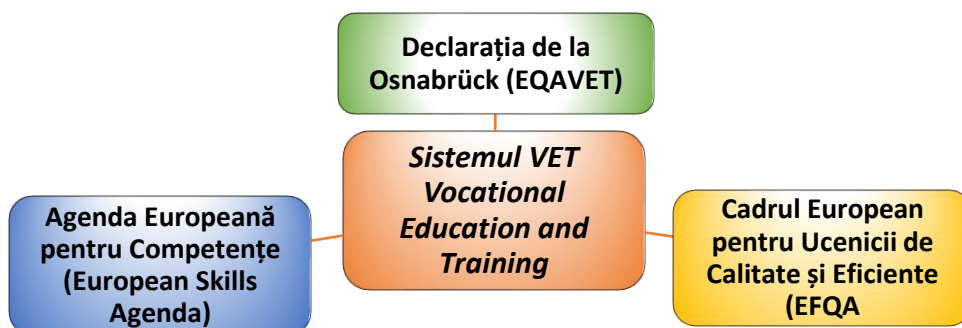 Declarația de la
Osnabrück (EQAVET)
Sistemul VET
Vocational
Education and
Training
Agenda Europeană
pentru Competențe
(European Skills
Agenda)
Cadrul European
pentru Ucenicii de
Calitate și Eficiente
(EFQA